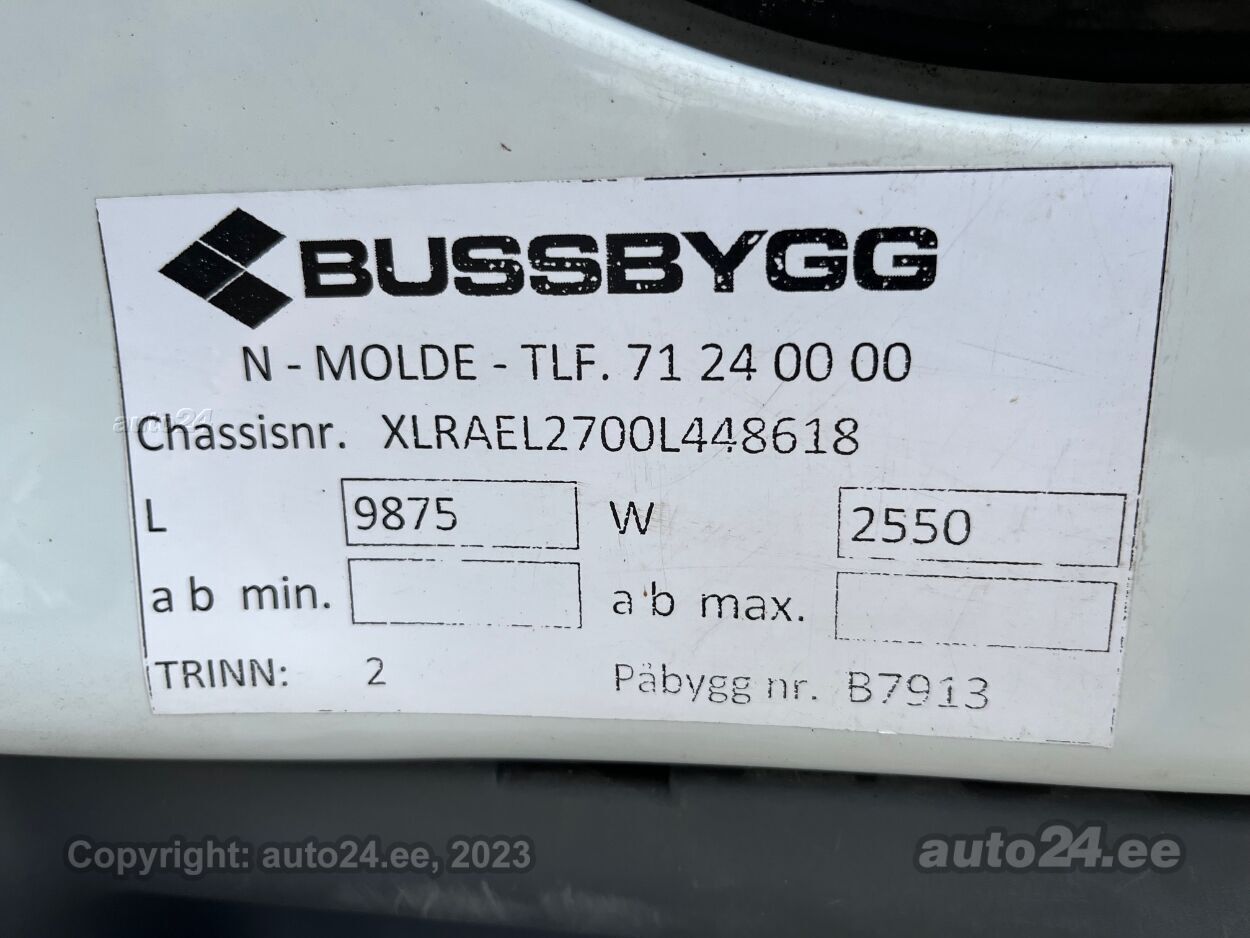 BUSSBYGG
N - MOLDE - TLF. 71 24 00 00
auto24
Chassisnr. XLRAEL2700L448618
L 9875 W 2550
a b min. a b max.
TRINN: 2 Påbygg nr. B7913
Copyright: auto24.ee, 2023 auto24.ee